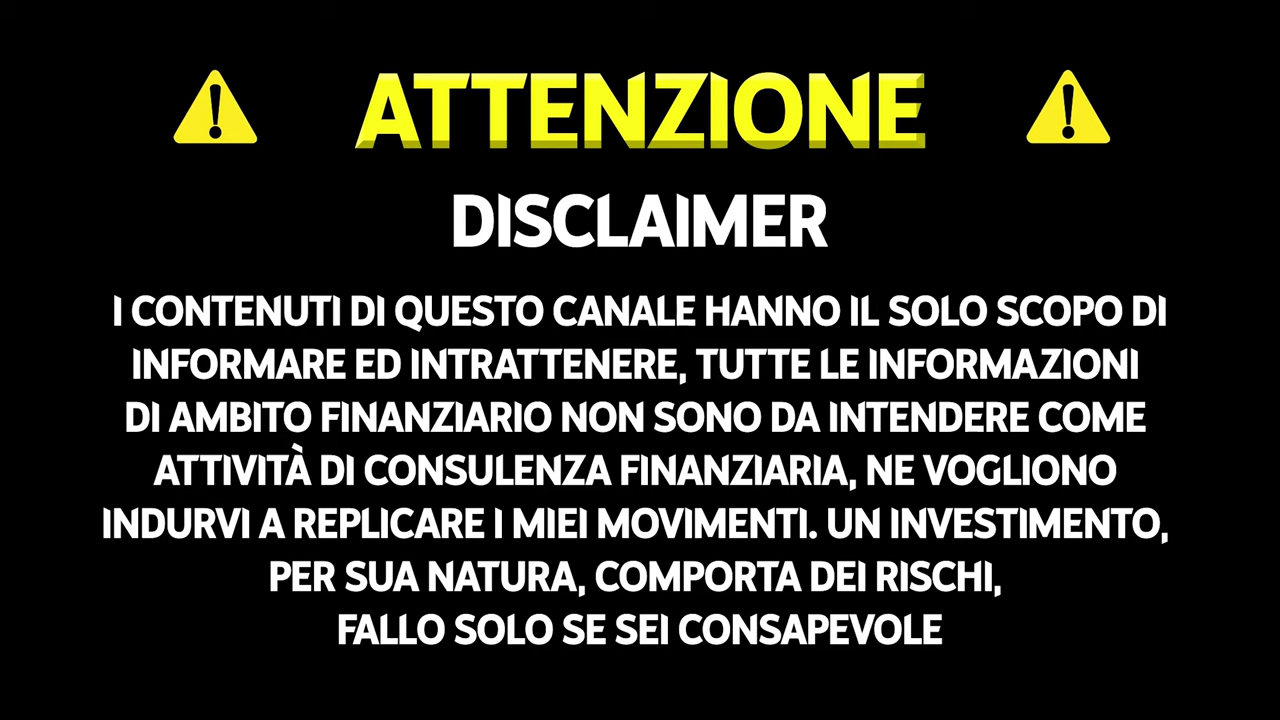 ATTENZIONE
DISCLAIMER
I CONTENUTI DI QUESTO CANALE HANNO IL SOLO SCOPO DI
INFORMARE ED INTRATTENERE, TUTTE LE INFORMAZIONI
DI AMBITO FINANZIARIO NON SONO DA INTENDERE COME
ATTIVITÀ DI CONSULENZA FINANZIARIA, NE VOGLIONO
INDURVI A REPLICARE I MIEI MOVIMENTI. UN INVESTIMENTO,
PER SUA NATURA, COMPORTA DEI RISCHI,
FALLO SOLO SE SEI CONSAPEVOLE